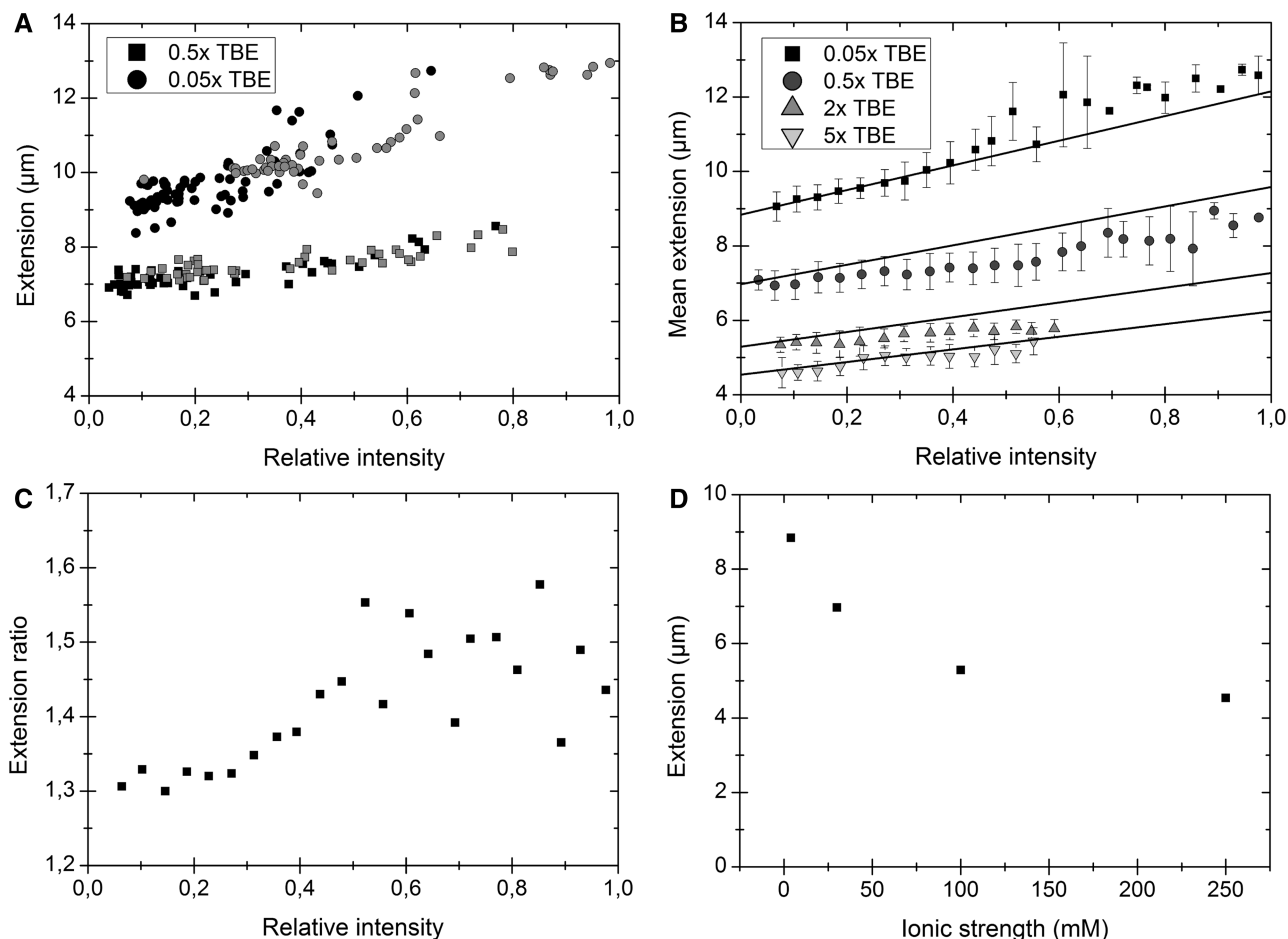 A
14
12
10
8
6
4
Extension (µm)
0.5x TBE
0.05x TBE
0,0 0,2 0,4 0,6 0,8 1,0
Relative intensity
B
14
12
10
8
6
4
Mean extension (µm)
0.05x TBE
0.5x TBE
2x TBE
5x TBE
0,0 0,2 0,4 0,6 0,8 1,0
Relative intensity
C
1,7
1,6
1,5
1,4
1,3
1,2
Extension ratio
0,0 0,2 0,4 0,6 0,8 1,0
Relative intensity
D
10
8
6
4
2
0
Extension (µm)
0 50 100 150 200 250
Ionic strength (mM)